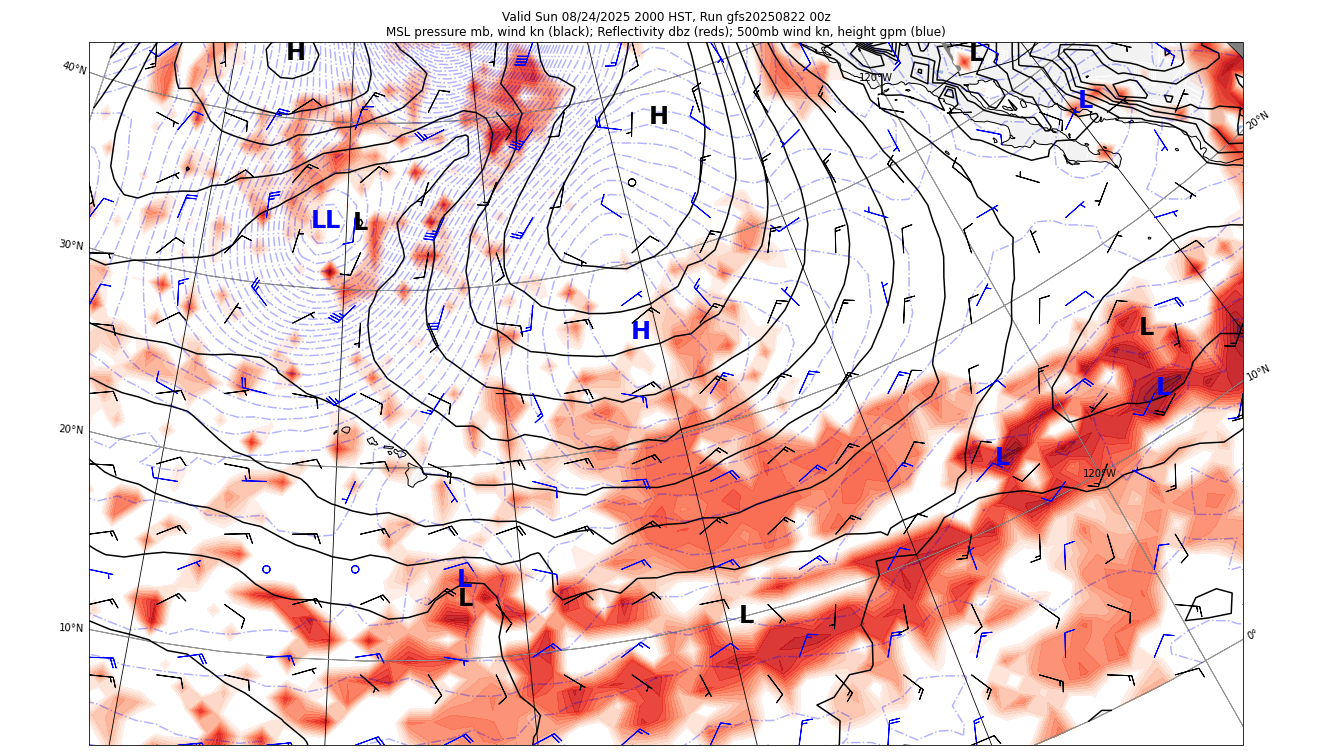 Valid Sun 08/24/2025 2000 HST, Run gfs20250822 00z
MSL pressure mb, wind kn (black); Reflectivity dbz (reds); 500mb wind kn, height gpm (blue)
H
L
40°N
120°W
L
H
20°N
LL
L
30°N
H
L
10°N
L
20°N
L
120°W
L
L
L
10°N
0°